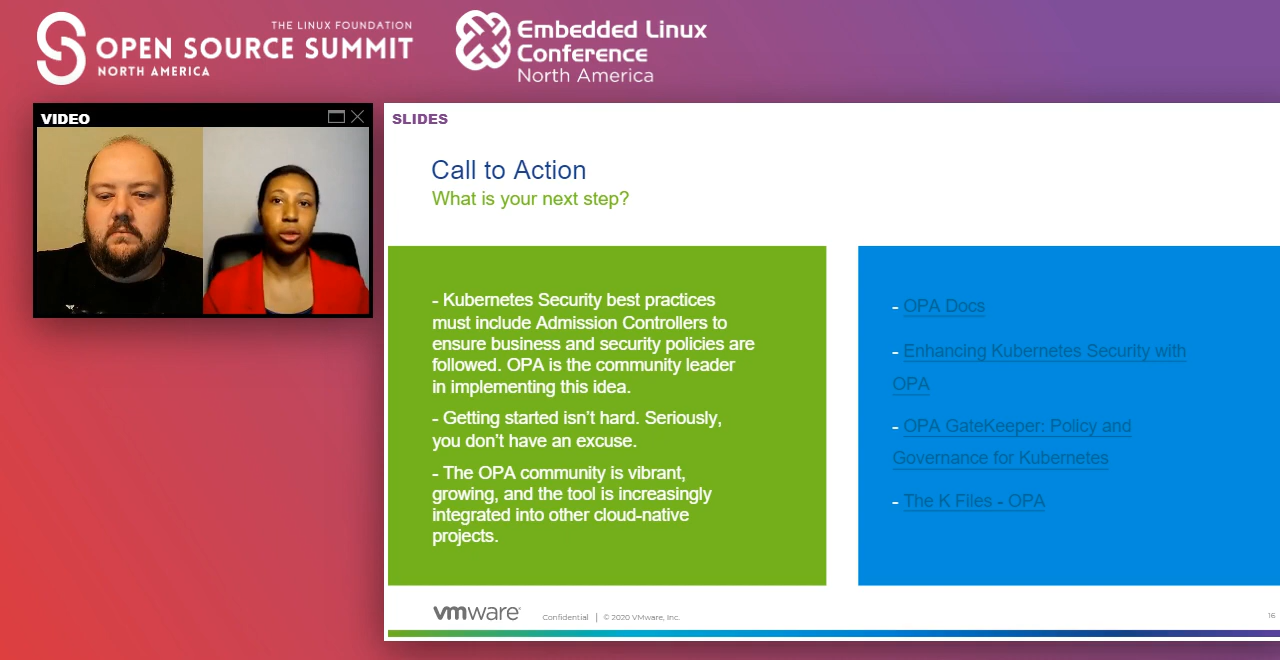 THE LINUX FOUNDATION
OPEN SOURCE SUMMIT
NORTH AMERICA
Embedded Linux
Conference
North America
VIDEO
SLIDES
Call to Action
What is your next step?
- Kubernetes Security best practices
must include Admission Controllers to
ensure business and security policies are
followed. OPA is the community leader
in implementing this idea.
- Getting started isn’t hard. Seriously,
you don’t have an excuse.
- The OPA community is vibrant,
growing, and the tool is increasingly
integrated into other cloud-native
projects.
- OPA Docs
- Enhancing Kubernetes Security with
OPA
- OPA GateKeeper: Policy and
Governance for Kubernetes
- The K Files - OPA
vmware®
Confidential | © 2020 VMware, Inc.
16